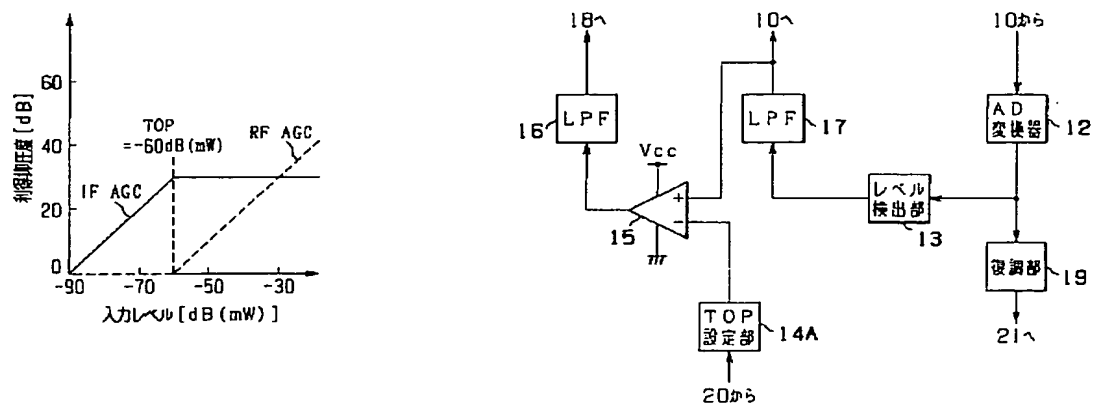 60
40
20
0
利得抑圧度 [dB]
TOP
=-60dB(mW)
RF AGC
IF AGC
-90
-70
-50
-30
入力レベル [dB(mW)]
18へ
10へ
10から
LPF
16
LPF
17
AD
変換器
12
Vcc
+
−
15
レベル
検出部
13
復調部
19
TOP
設定部
14A
21へ
20から